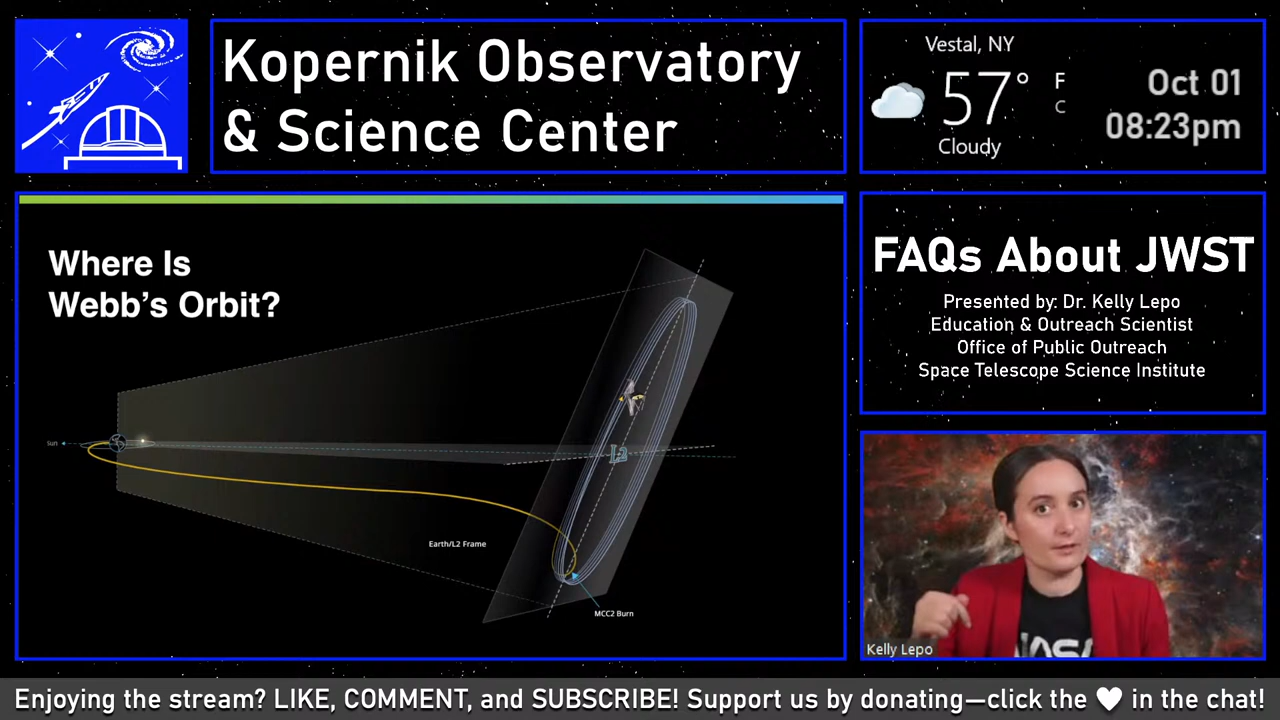 Kopernik Observatory
& Science Center
Vestal, NY
57° F
C
Cloudy
Oct 01
08:23pm
Where Is
Webb's Orbit?
Sun
L2
Earth/L2 Frame
MCC2 Burn
FAQs About JWST
Presented by: Dr. Kelly Lepo
Education & Outreach Scientist
Office of Public Outreach
Space Telescope Science Institute
NASA
Kelly Lepo
Enjoying the stream? LIKE, COMMENT, and SUBSCRIBE! Support us by donating—click the ♥ in the chat!